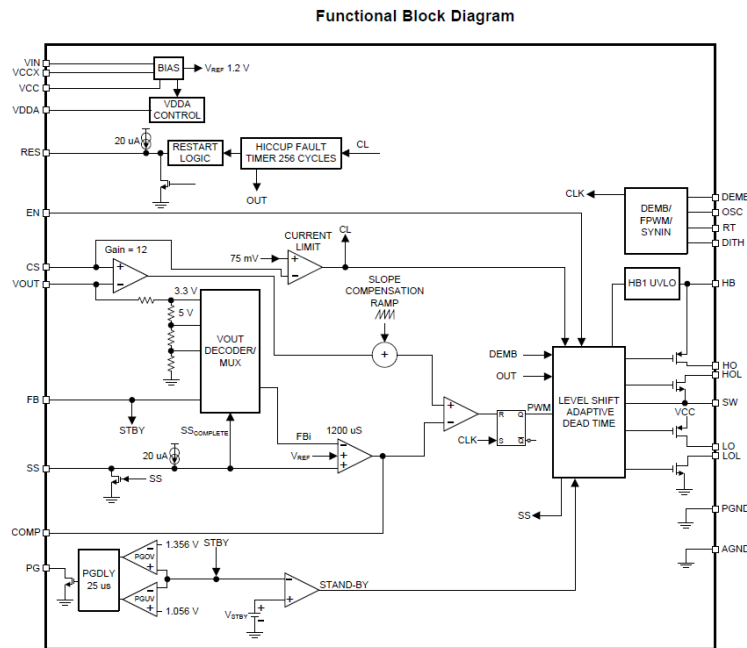 Functional Block Diagram
VIN
VCCX
VCC
VDDA
BIAS
VREF 1.2 V
VDDA
CONTROL
RES
20 uA
RESTART
LOGIC
HICCUP FAULT
TIMER 256 CYCLES
CL
OUT
EN
CLK
DEMB/
FPWM/
SYNIN
DEMB
OSC
RT
DITH
CS
VOUT
Gain = 12
+
−
75 mV
CURRENT
LIMIT
+
−
CL
SLOPE
COMPENSATION
RAMP
+
3.3 V
5 V
VOUT
DECODER/
MUX
HB1 UVLO
HB
DEMB
OUT
LEVEL SHIFT
ADAPTIVE
DEAD TIME
HO
HOL
SW
VCC
LO
LOL
FB
STBY
SSCOMPLETE
FBi
1200 uS
VREF
−
+
+
+
−
R Q
S Q
PWM
CLK
SS
20 uA
SS
SS
COMP
PGND
AGND
PG
PGDLY
25 us
−
PGOV
+
1.356 V
−
PGUV
+
1.056 V
STBY
−
+
VSTBY
+
−
STAND-BY